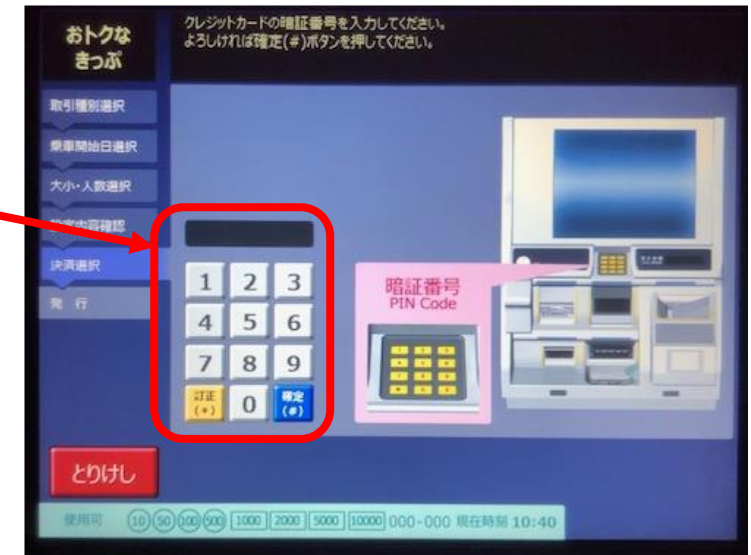 おトクな
きっぷ
クレジットカードの暗証番号を入力してください。
よろしければ確定(#)ボタンを押してください。
取引種別選択
乗車開始日選択
大小・人数選択
設定内容確認
決済選択
発 行
1 2 3
4 5 6
7 8 9
訂正 0 確定
(*) (#)
暗証番号
PIN Code
とりけし
使用可 10 50 100 500 1000 2000 5000 10000 000-000 現在時刻 10:40